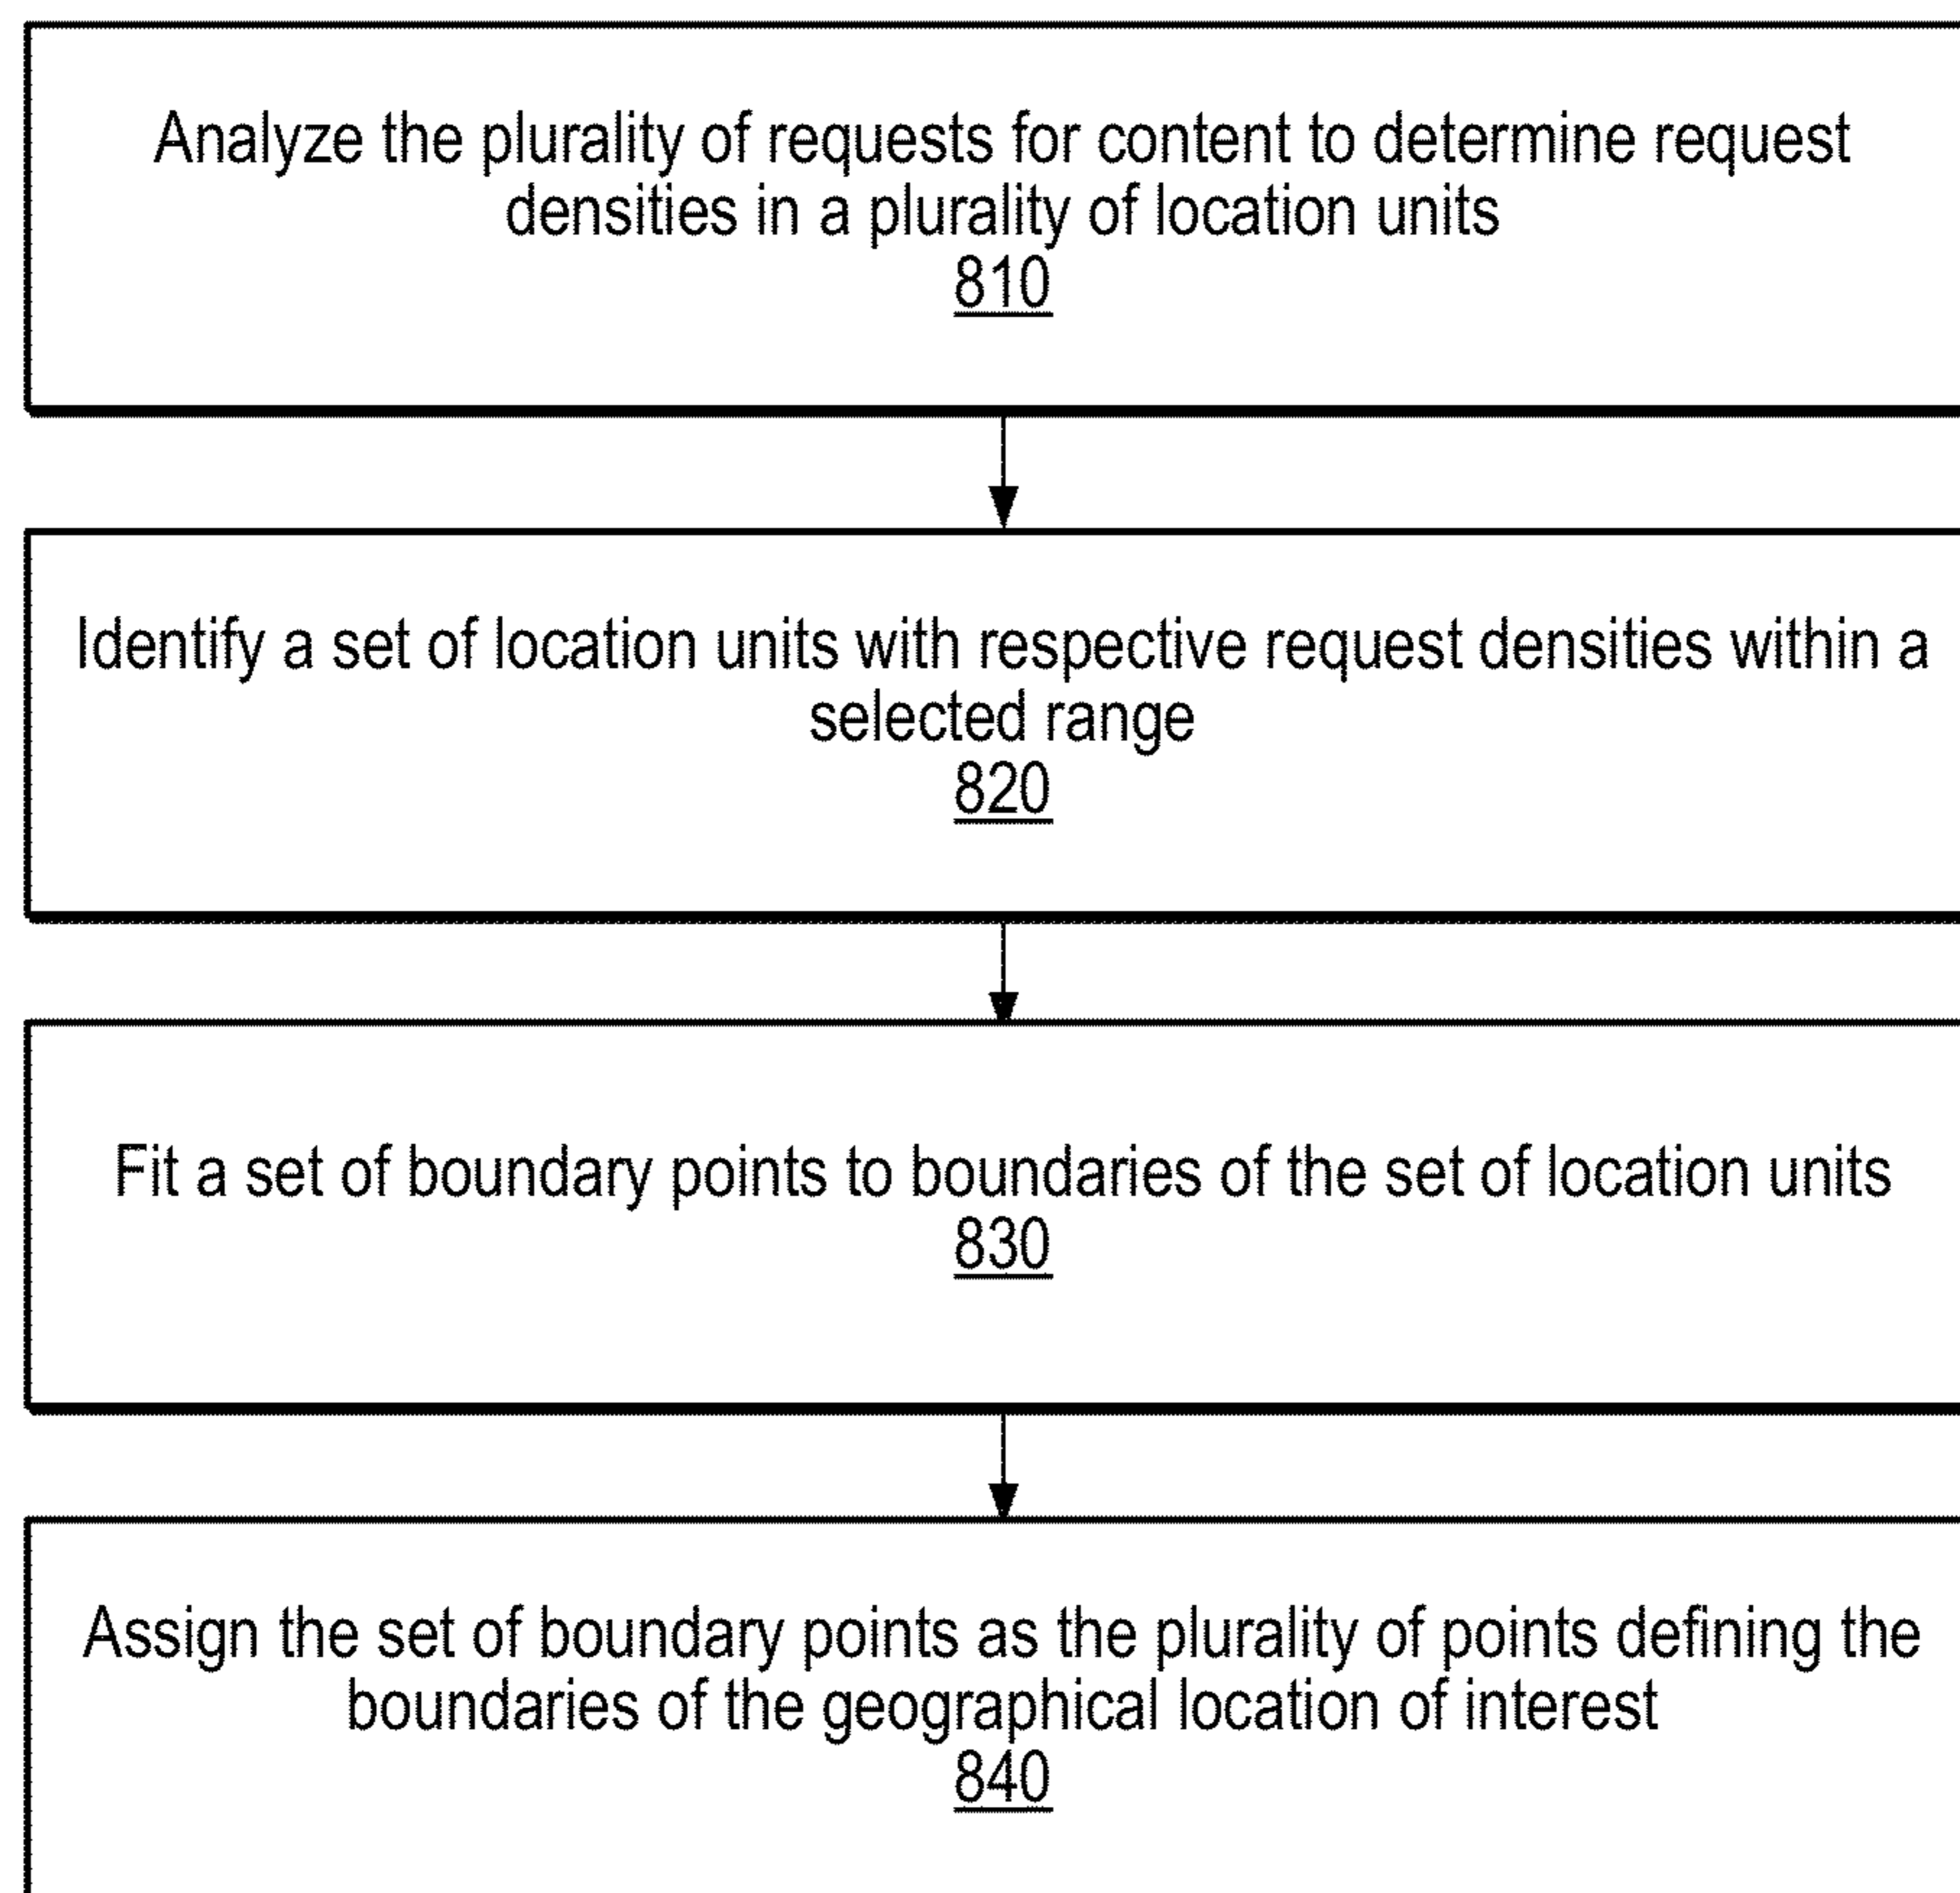 Analyze the plurality of requests for content to determine request
densities in a plurality of location units
810
Identify a set of location units with respective request densities within a
selected range
820
Fit a set of boundary points to boundaries of the set of location units
830
Assign the set of boundary points as the plurality of points defining the
boundaries of the geographical location of interest
840